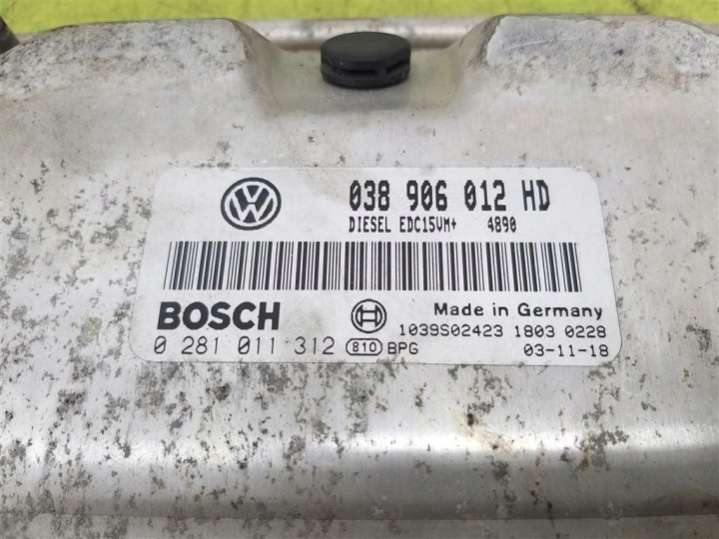 038 906 012 HD
DIESEL EDC15VM+ 4890
BOSCH
Made in Germany
1039S02423 1803 0228
0 281 011 312 810 BPG 03-11-18